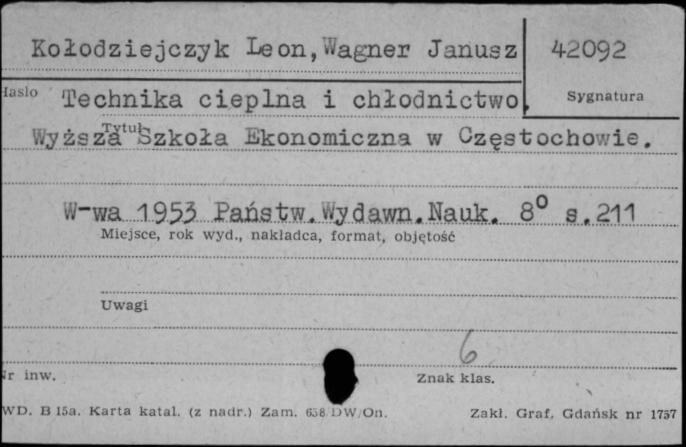 Kołodziejczyk Leon, Wagner Janusz 42092
Hasło Technika cieplna i chłodnictwo. Sygnatura
Tytuł
Wyższa Szkoła Ekonomiczna w Częstochowie.
W-wa 1953 Państw.Wydawn.Nauk. 8° s.211
Miejsce, rok wyd., nakładca, format, objętość
Uwagi
6
Nr inw. Znak klas.
WD. B 15a. Karta katal. (z nadr.) Zam. 658/DW/On. Zakł. Graf. Gdańsk nr 1757